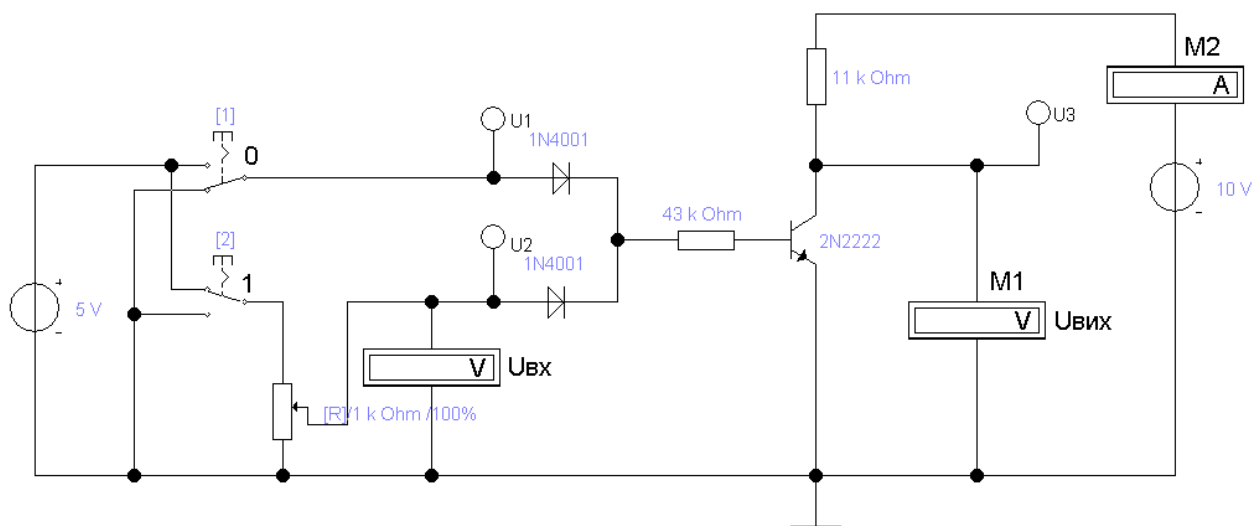 M2
11 k Ohm
A
[1]
U1
U3
1N4001
0
+
10 V
-
43 k Ohm
[2]
U2
2N2222
1N4001
1
+
M1
5 V
V
Uвих
-
V
Uвх
[R]/1 k Ohm /100%